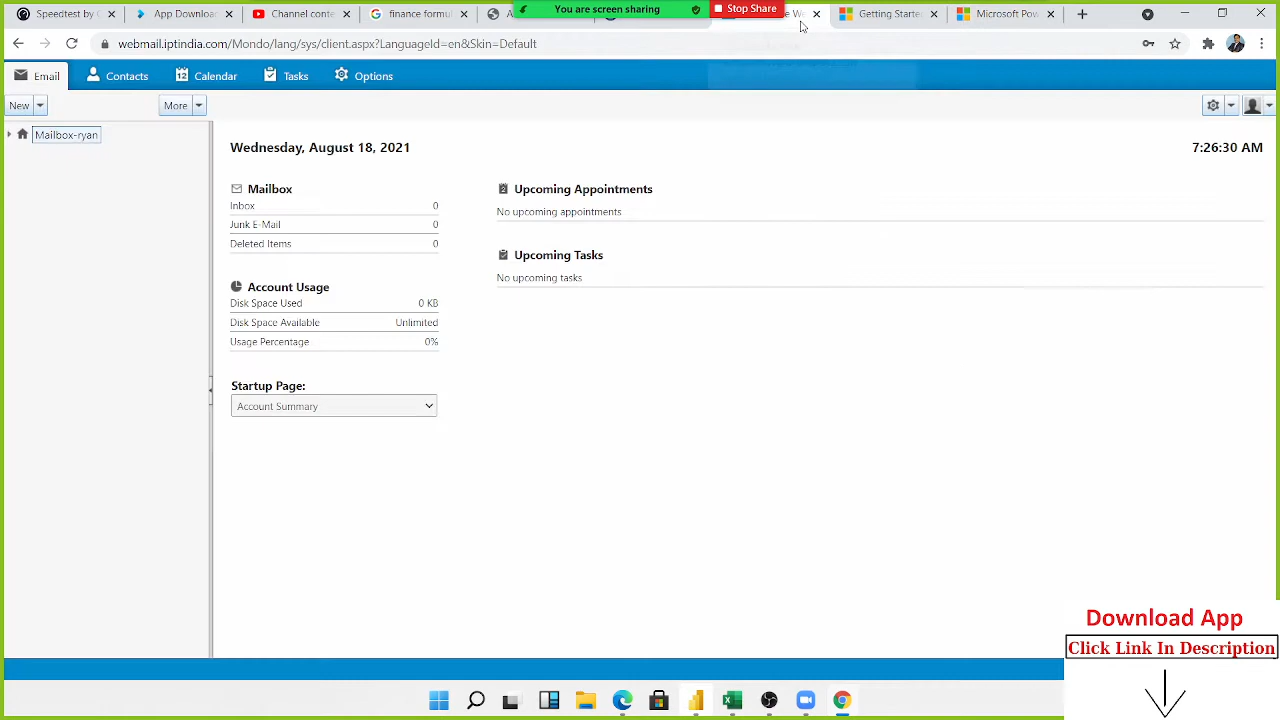 Speedtest by
App Download
Channel conte
finance formul
You are screen sharing
Stop Share
Getting Starte
Microsoft Pow
webmail.iptindia.com/Mondo/lang/sys/client.aspx?LanguageId=en&Skin=Default
Email
Contacts
12
Calendar
Tasks
Options
New
More
Mailbox-ryan
Wednesday, August 18, 2021
7:26:30 AM
Mailbox
Inbox 0
Junk E-Mail 0
Deleted Items 0
Upcoming Appointments
No upcoming appointments
Upcoming Tasks
No upcoming tasks
Account Usage
Disk Space Used 0 KB
Disk Space Available Unlimited
Usage Percentage 0%
Startup Page:
Account Summary
Download App
Click Link In Description